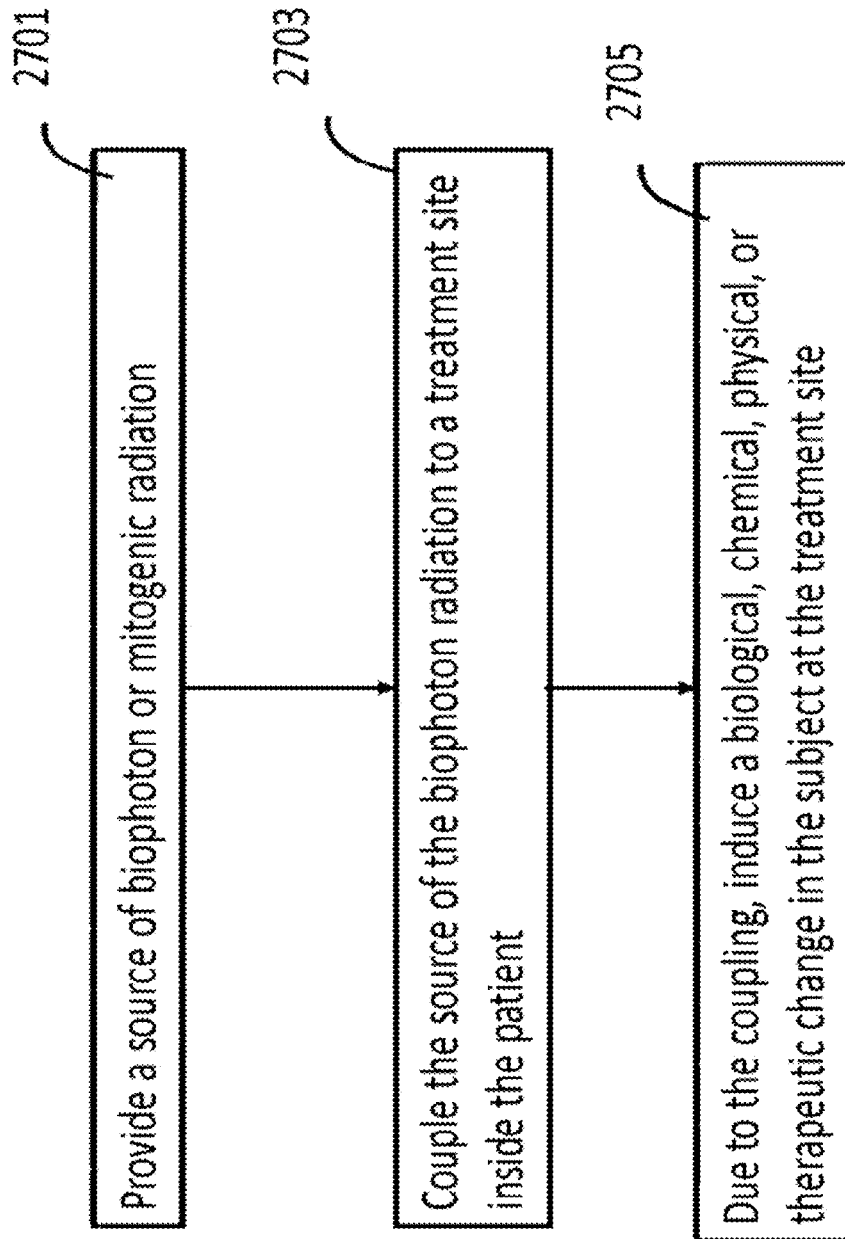 2701
Provide a source of biophoton or mitogenic radiation
2703
Couple the source of the biophoton radiation to a treatment site
inside the patient
2705
Due to the coupling, induce a biological, chemical, physical, or
therapeutic change in the subject at the treatment site